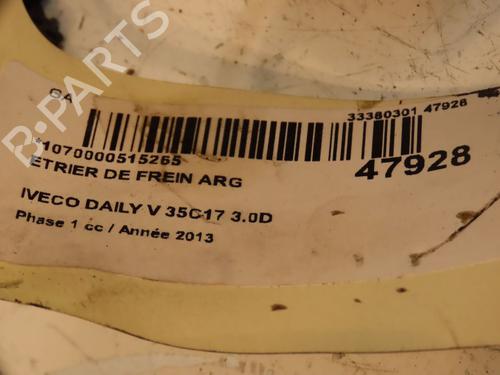 B-PARTS
GA
33380301 47928
*1070000515265
47928
ETRIER DE FREIN ARG
IVECO DAILY V 35C17 3.0D
Phase 1 cc / Année 2013